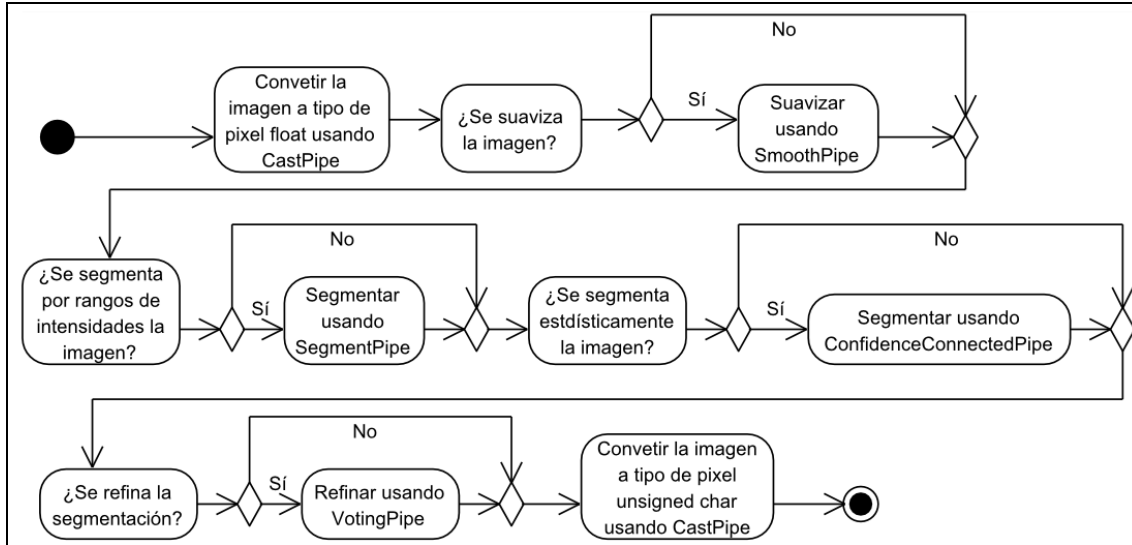 No
Convetir la
imagen a tipo de
pixel float usando
CastPipe
¿Se suaviza
la imagen?
Sí
Suavizar
usando
SmoothPipe
¿Se segmenta
por rangos de
intensidades la
imagen?
No
Sí
Segmentar
usando
SegmentPipe
¿Se segmenta
estdísticamente
la imagen?
No
Sí
Segmentar usando
ConfidenceConnectedPipe
¿Se refina la
segmentación?
No
Sí
Refinar usando
VotingPipe
Convetir la imagen
a tipo de pixel
unsigned char
usando CastPipe